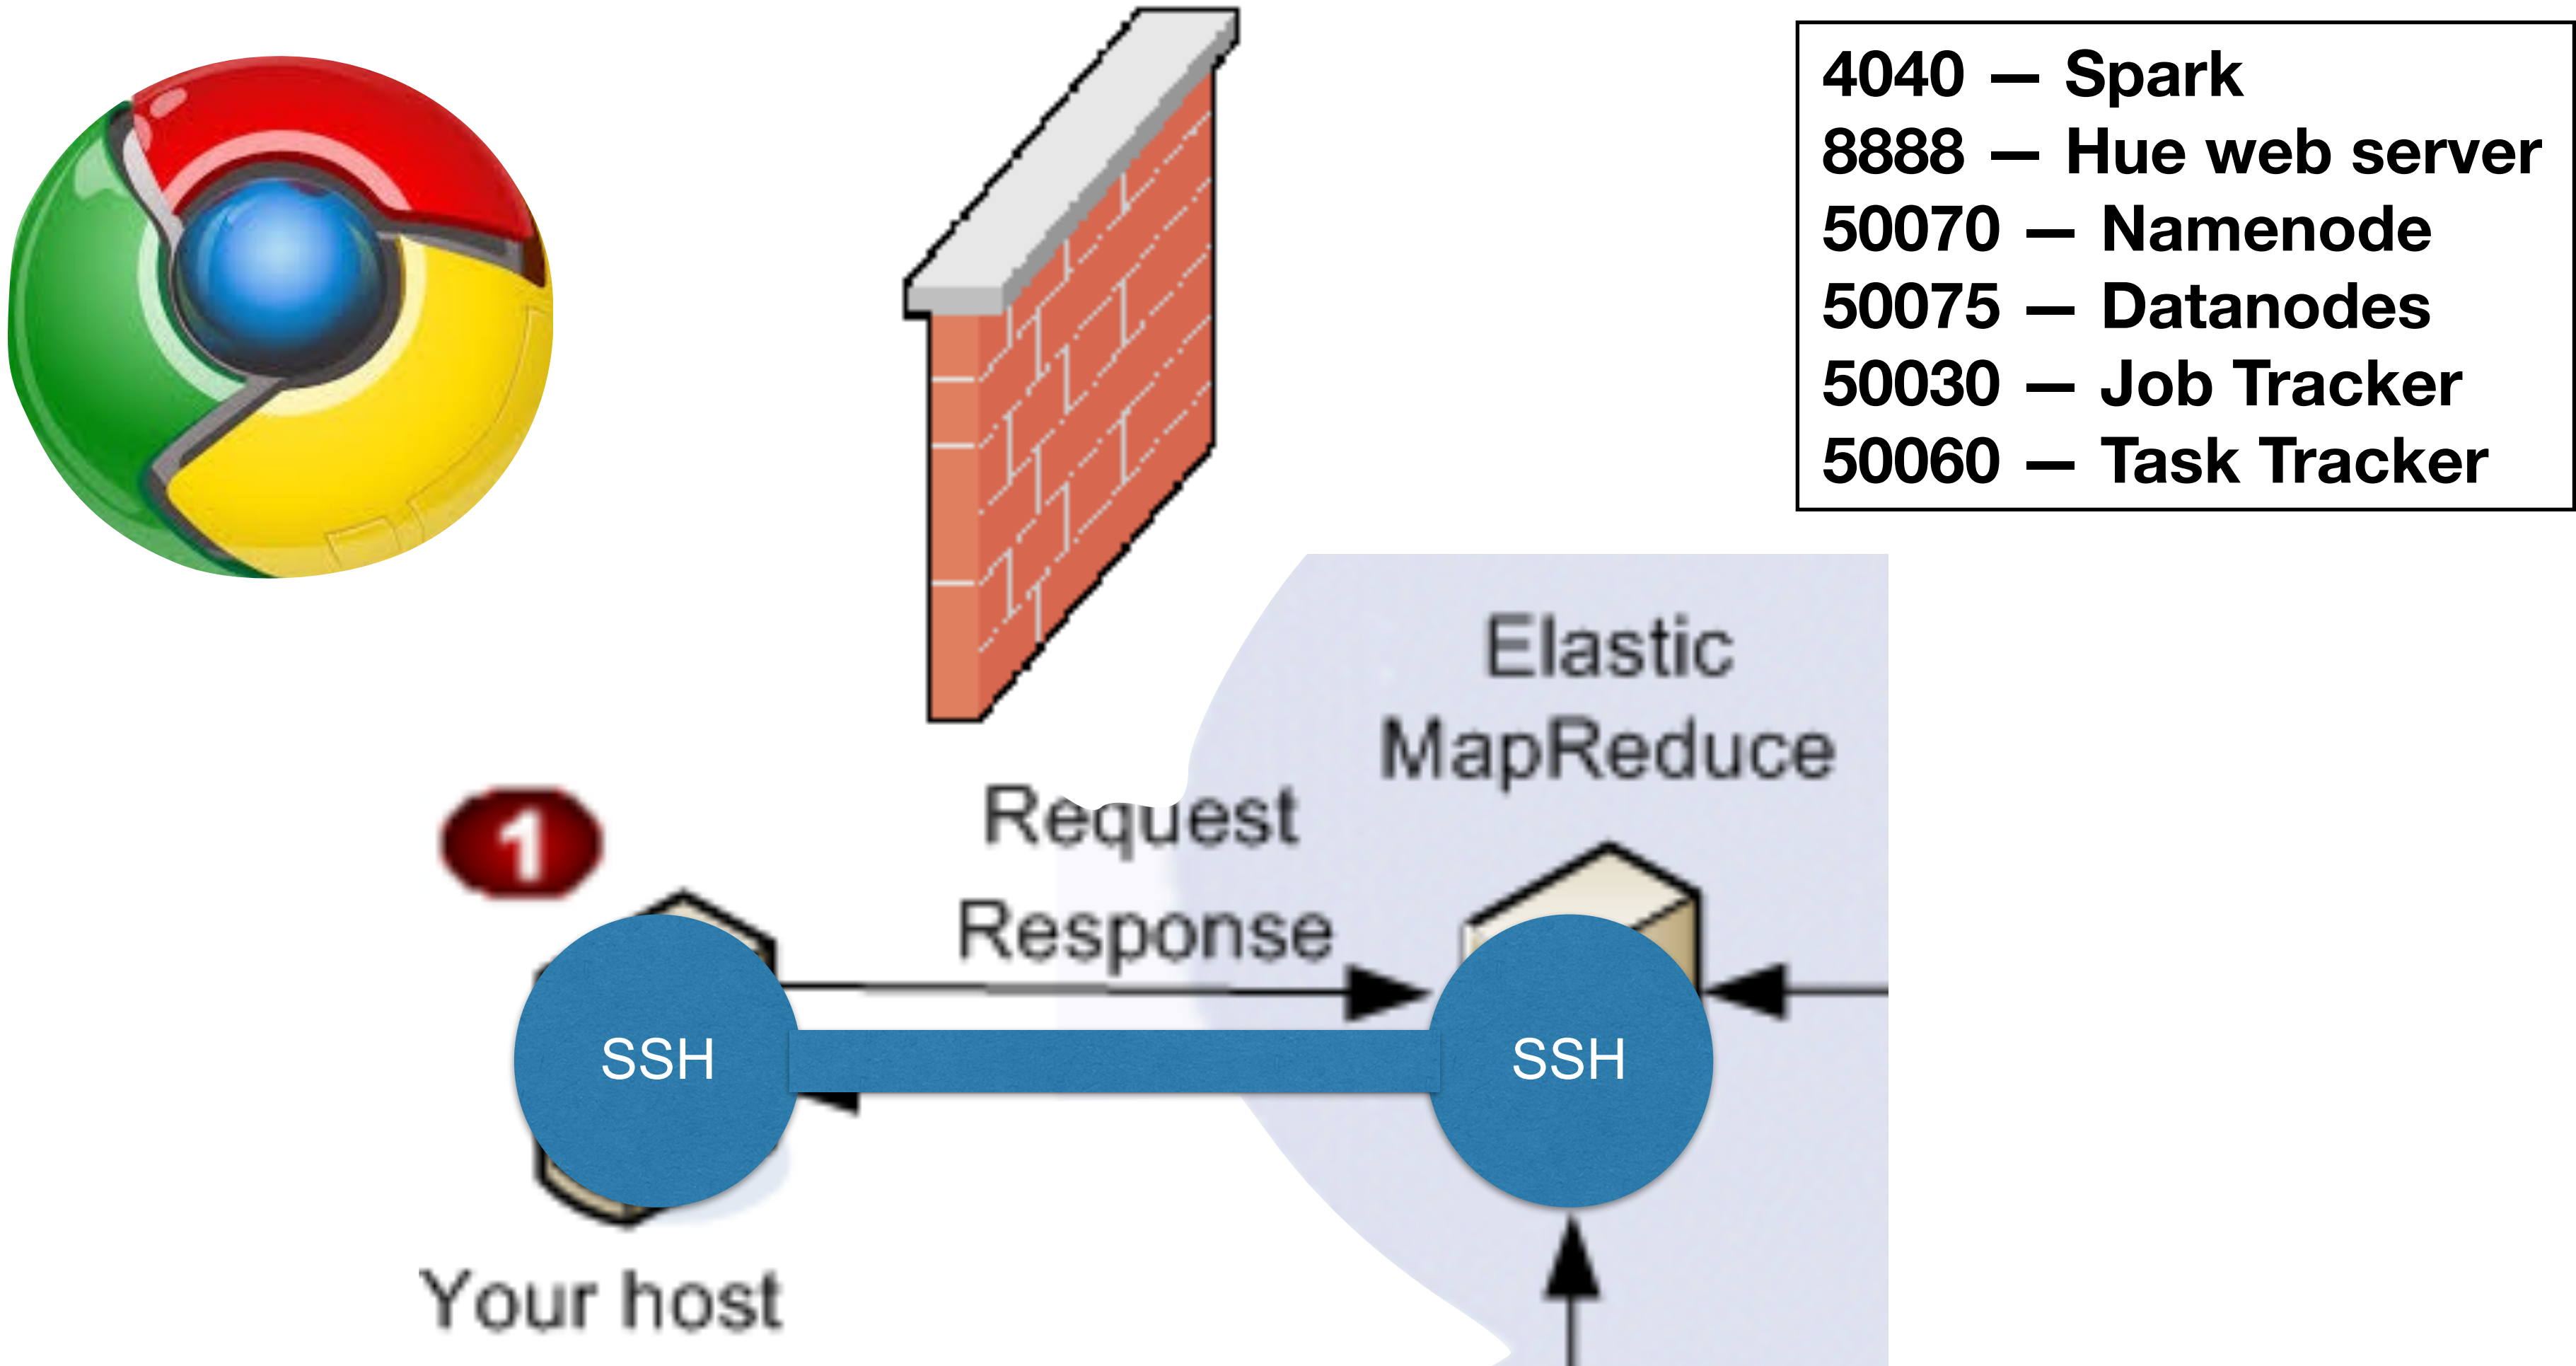 4040 — Spark
8888 — Hue web server
50070 — Namenode
50075 — Datanodes
50030 — Job Tracker
50060 — Task Tracker
Elastic
MapReduce
1
Request
Response
SSH
SSH
Your host